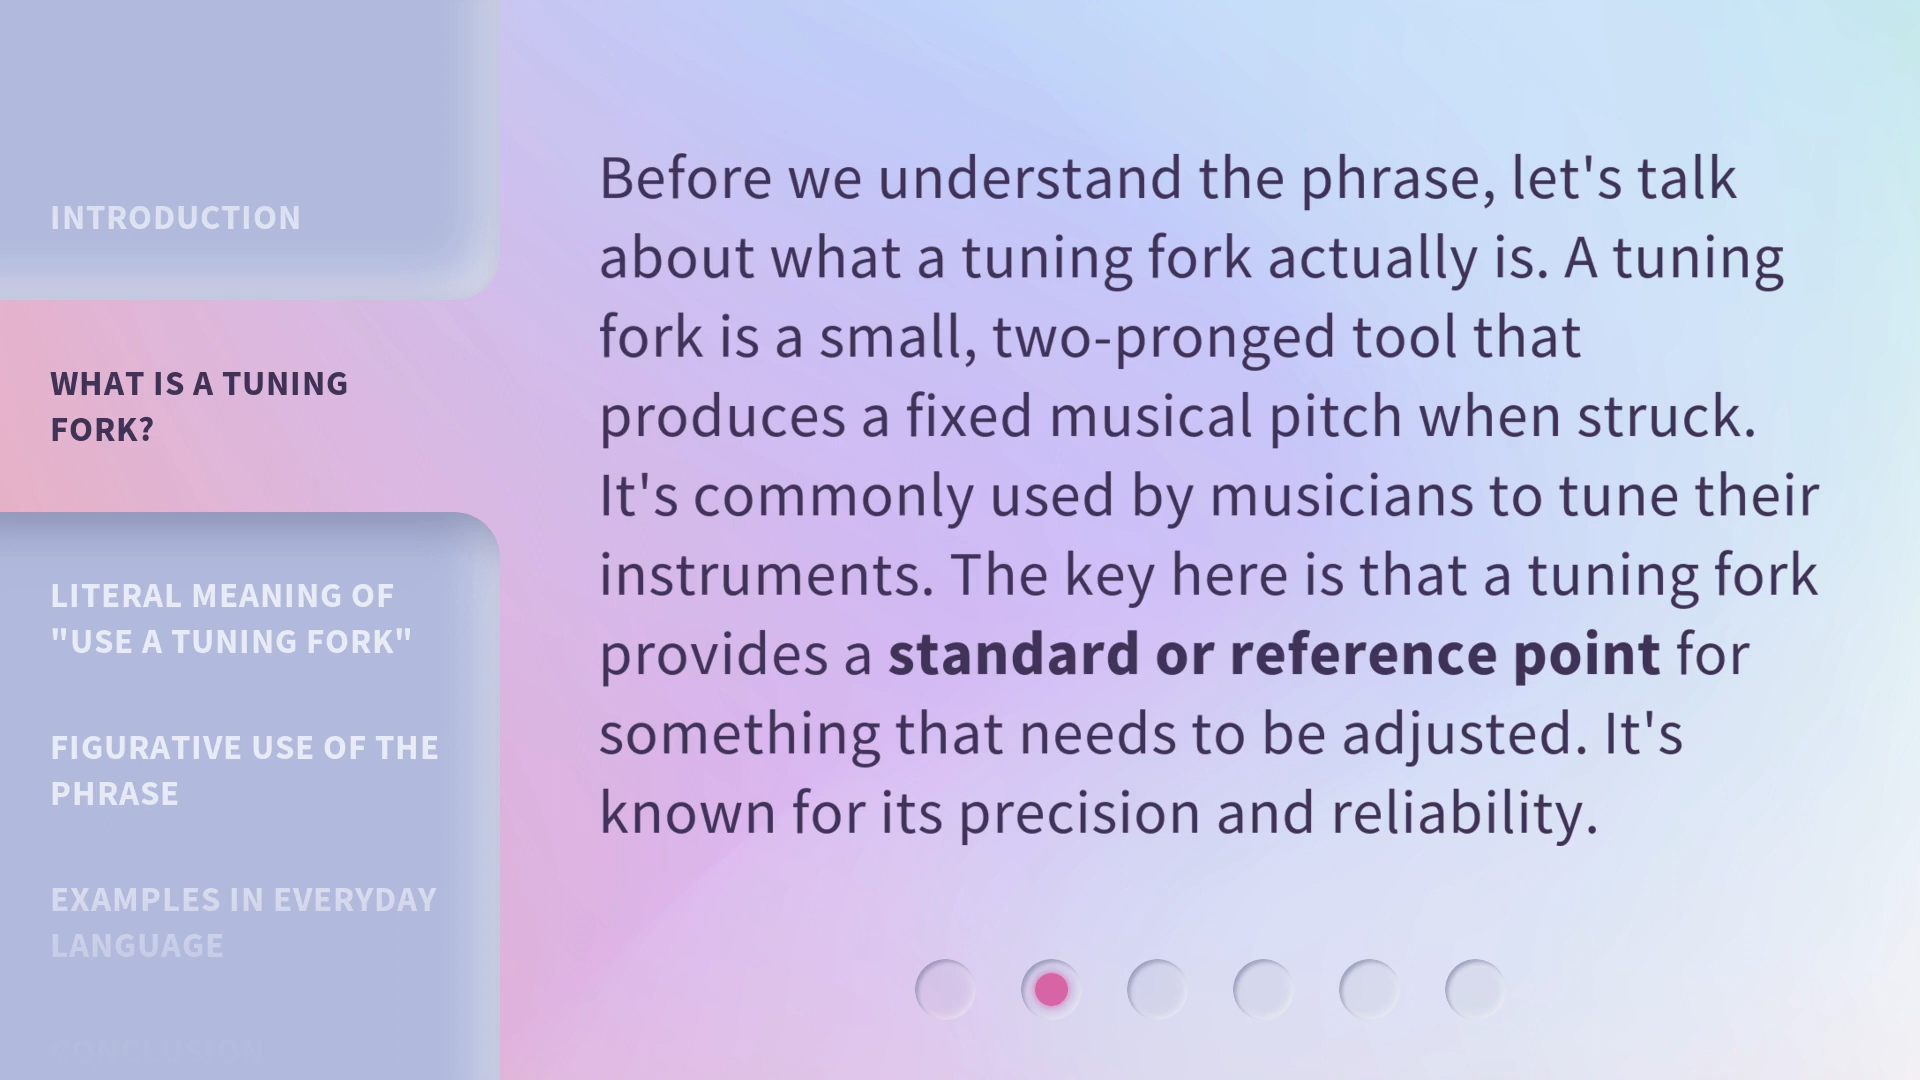 INTRODUCTION
WHAT IS A TUNING
FORK?
LITERAL MEANING OF
"USE A TUNING FORK"
FIGURATIVE USE OF THE
PHRASE
EXAMPLES IN EVERYDAY
LANGUAGE
CONCLUSION
Before we understand the phrase, let's talk
about what a tuning fork actually is. A tuning
fork is a small, two-pronged tool that
produces a fixed musical pitch when struck.
It's commonly used by musicians to tune their
instruments. The key here is that a tuning fork
provides a standard or reference point for
something that needs to be adjusted. It's
known for its precision and reliability.